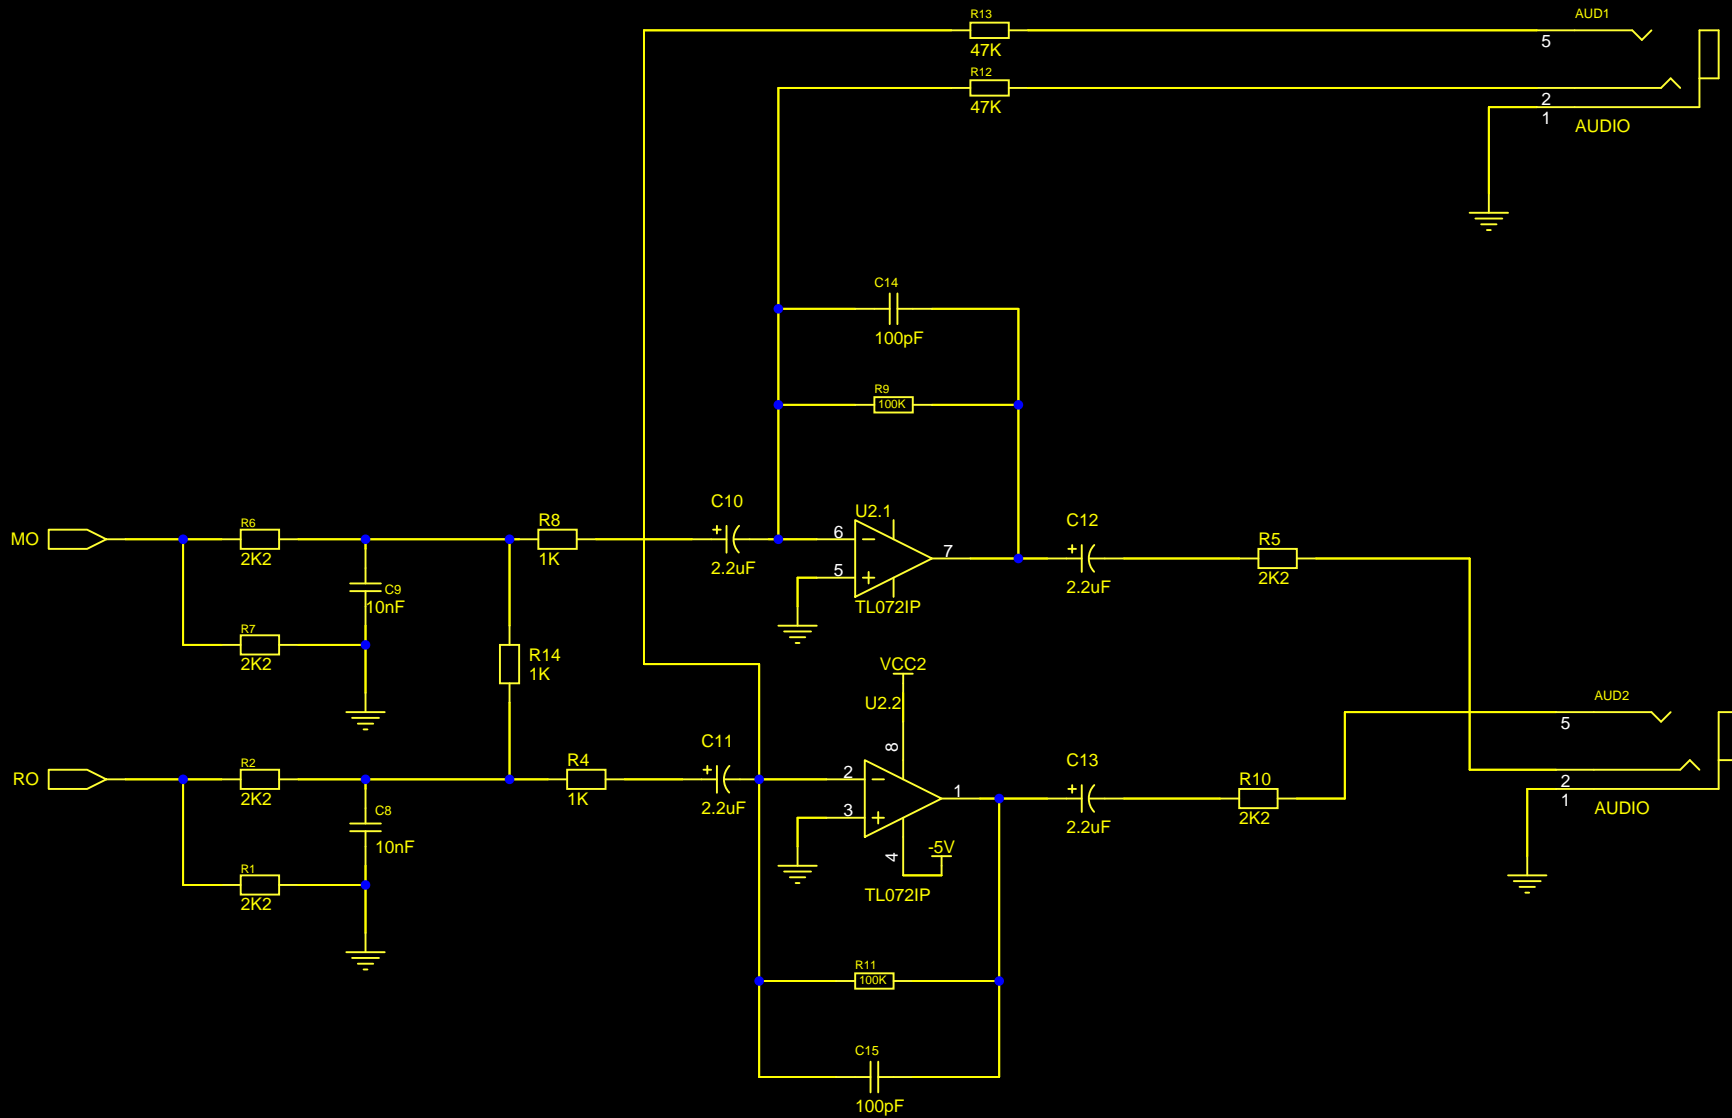 R13
47K
AUD1
5
R12
47K
2
1
AUDIO
C14
100pF
R9
100K
C10
2.2uF
U2.1
6
5
7
TL072IP
C12
2.2uF
R5
2K2
MO
R6
2K2
R8
1K
C9
10nF
R7
2K2
R14
1K
VCC2
U2.2
8
AUD2
5
RO
R2
2K2
R4
1K
C11
2.2uF
2
3
1
C13
2.2uF
R10
2K2
2
1
AUDIO
C8
10nF
4
-5V
TL072IP
R1
2K2
R11
100K
C15
100pF